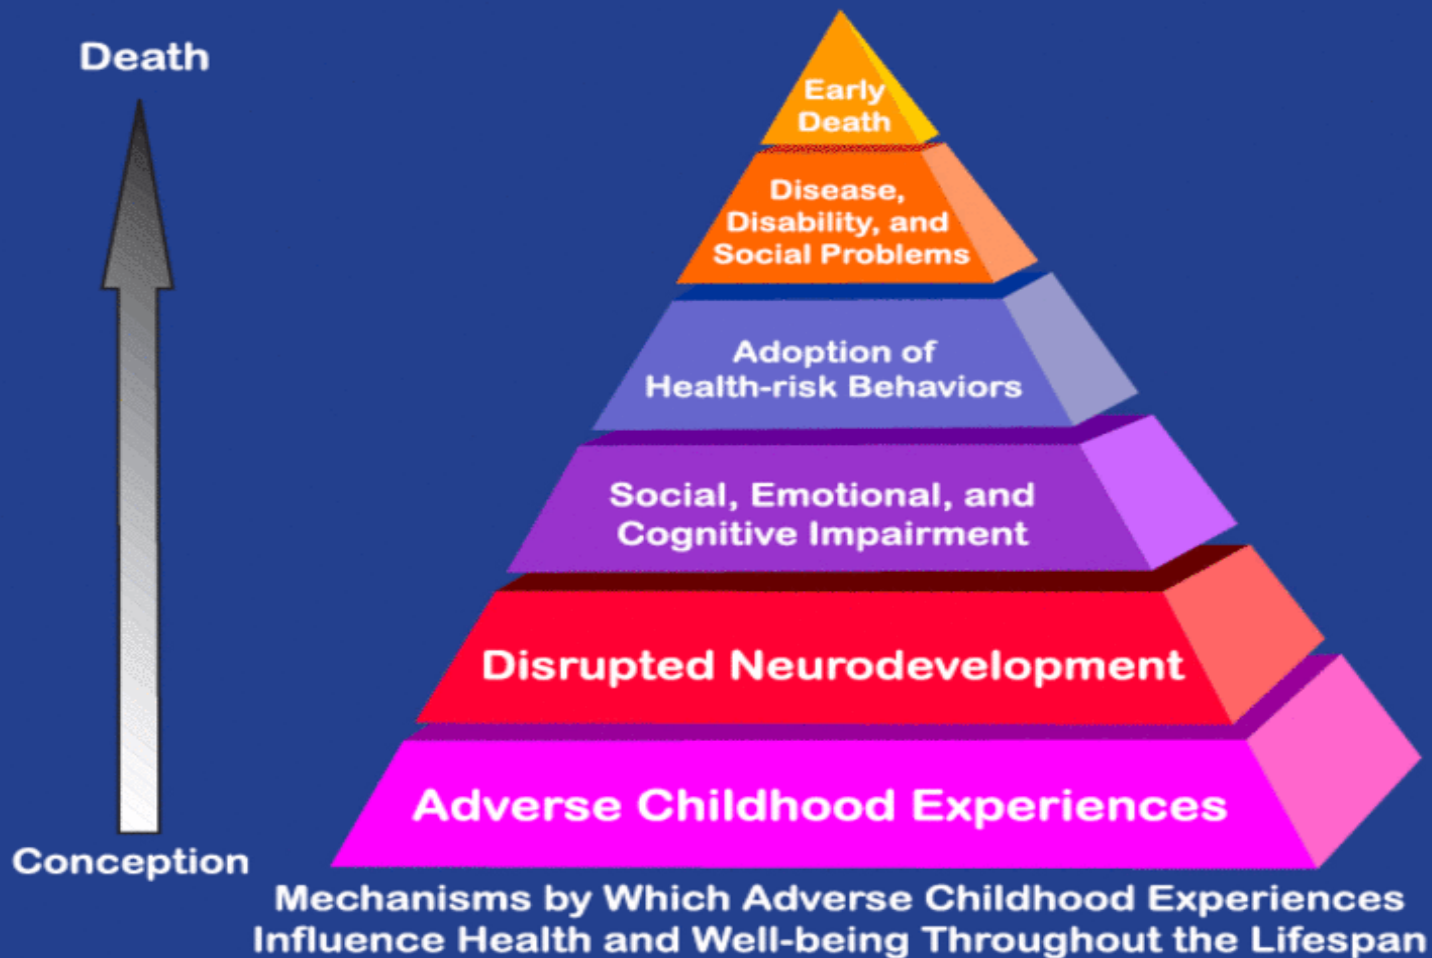 Death
Early
Death
Disease,
Disability, and
Social Problems
Adoption of
Health-risk Behaviors
Social, Emotional, and
Cognitive Impairment
Disrupted Neurodevelopment
Adverse Childhood Experiences
Conception
Mechanisms by Which Adverse Childhood Experiences
Influence Health and Well-being Throughout the Lifespan